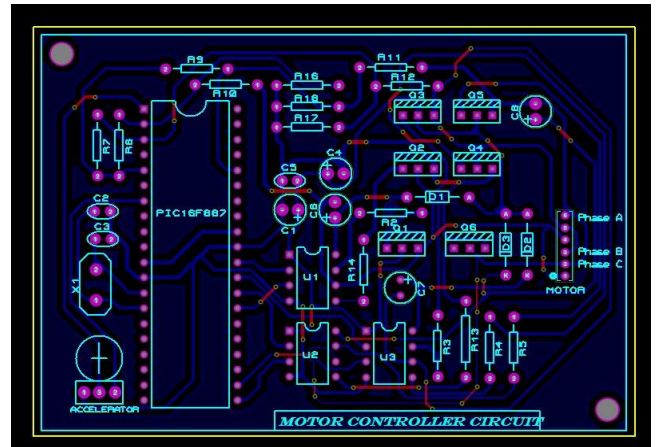 R9
R11
R10
R16
R12
R18
Q3
Q5
R17
C8
R7
R6
PIC16F887
C5
C4
Q2
Q4
C2
C3
C1
C6
D1
R2
Phase A
Q1
Q6
D3
D2
Phase B
Phase C
X1
U1
R14
C7
MOTOR
U2
U3
R3
R13
R4
R5
ACCELERATOR
MOTOR CONTROLLER CIRCUIT